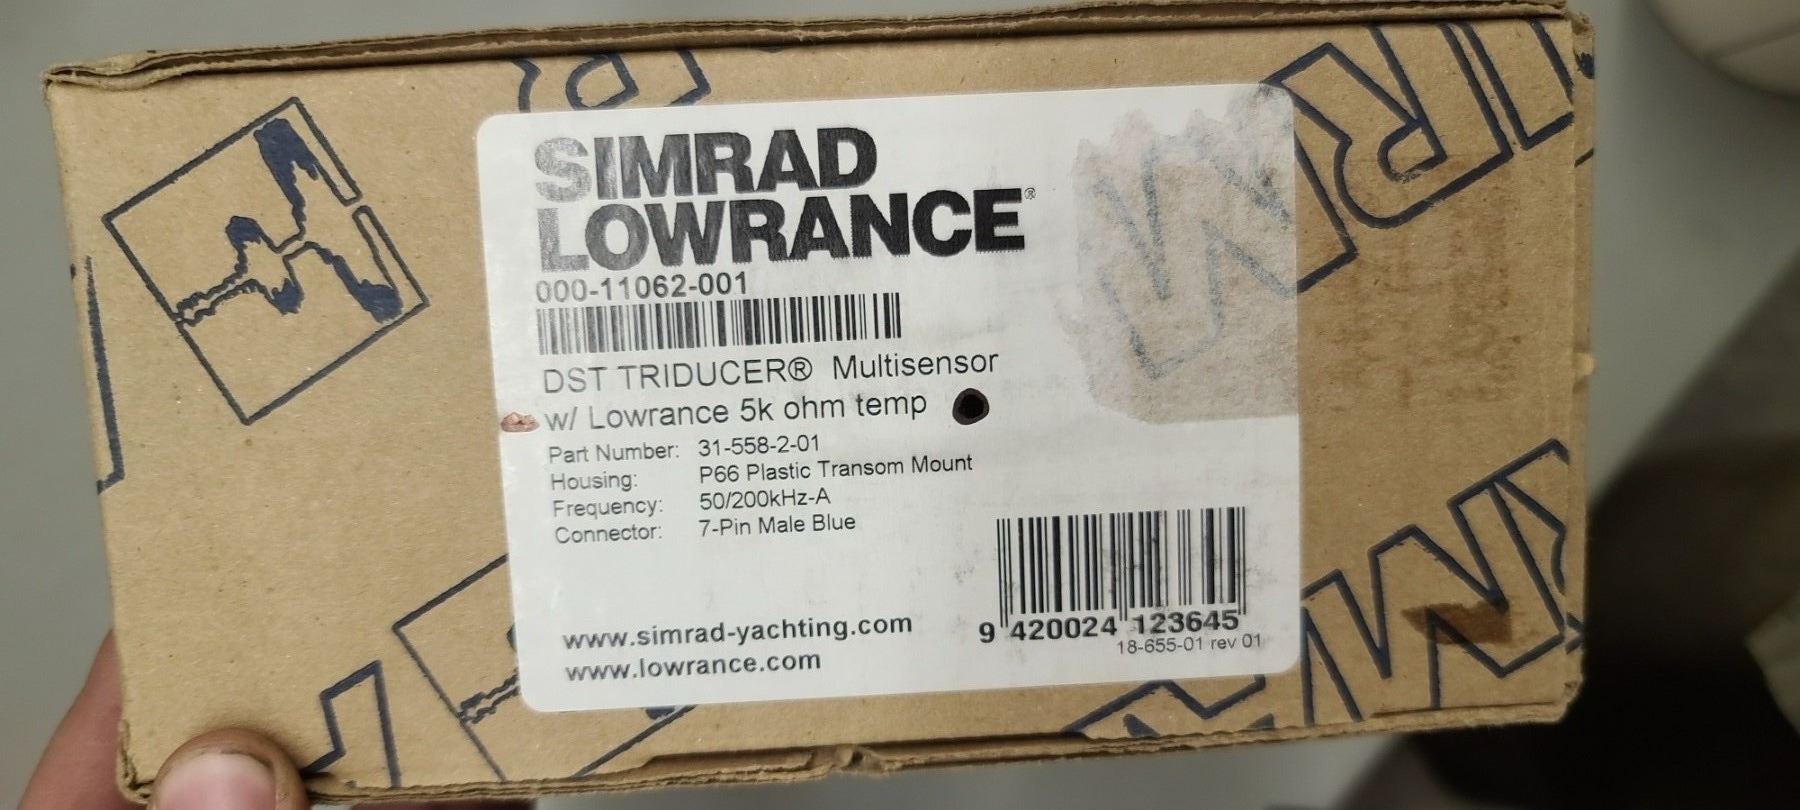 SIMRAD
LOWRANCE®
000-11062-001
DST TRIDUCER® Multisensor
w/ Lowrance 5k ohm temp
Part Number: 31-558-2-01
Housing: P66 Plastic Transom Mount
Frequency: 50/200kHz-A
Connector: 7-Pin Male Blue
www.simrad-yachting.com
www.lowrance.com
9 420024 123645
18-655-01 rev 01